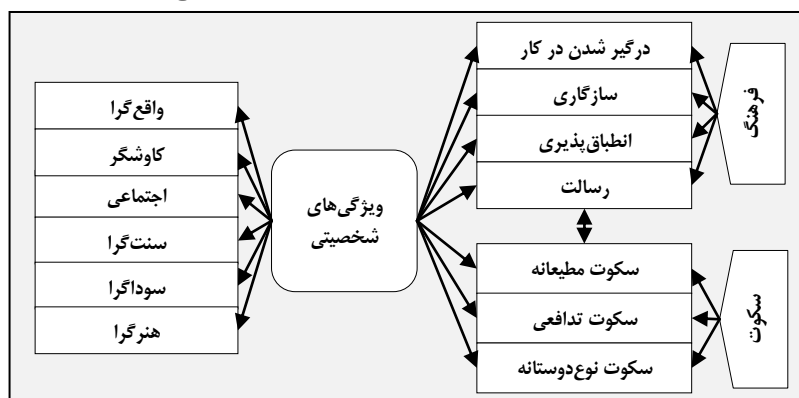 درگیر شدن در کار
سازگاری
انطباق‌پذیری
رسالت
فرهنگ
واقع‌گرا
کاوشگر
اجتماعی
سنت‌گرا
سوداگرا
هنرگرا
ویژگی‌های
شخصیتی
سکوت مطیعانه
سکوت تدافعی
سکوت نوع‌دوستانه
سکوت